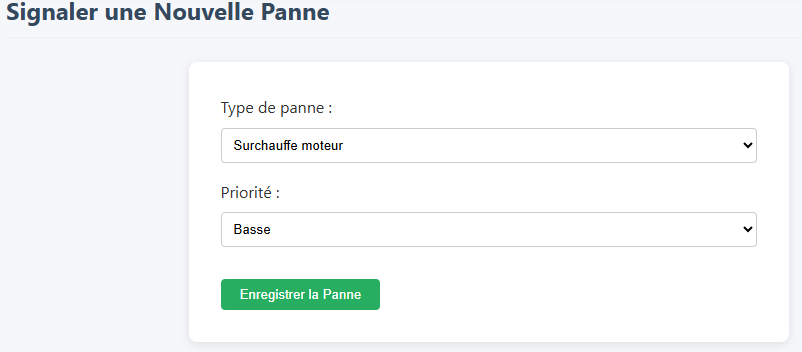 Signaler une Nouvelle Panne
Type de panne :
Surchauffe moteur
Priorité :
Basse
Enregistrer la Panne